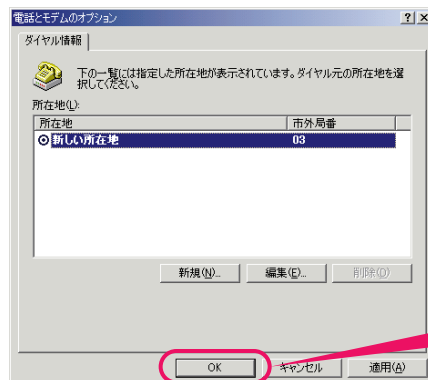 電話とモデムのオプション
ダイヤル情報
下の一覧には指定した所在地が表示されています。ダイヤル元の所在地を選
択してください。
所在地(L):
所在地 市外局番
新しい所在地 03
新規(N)... 編集(E)... 削除(D)
OK キャンセル 適用(A)